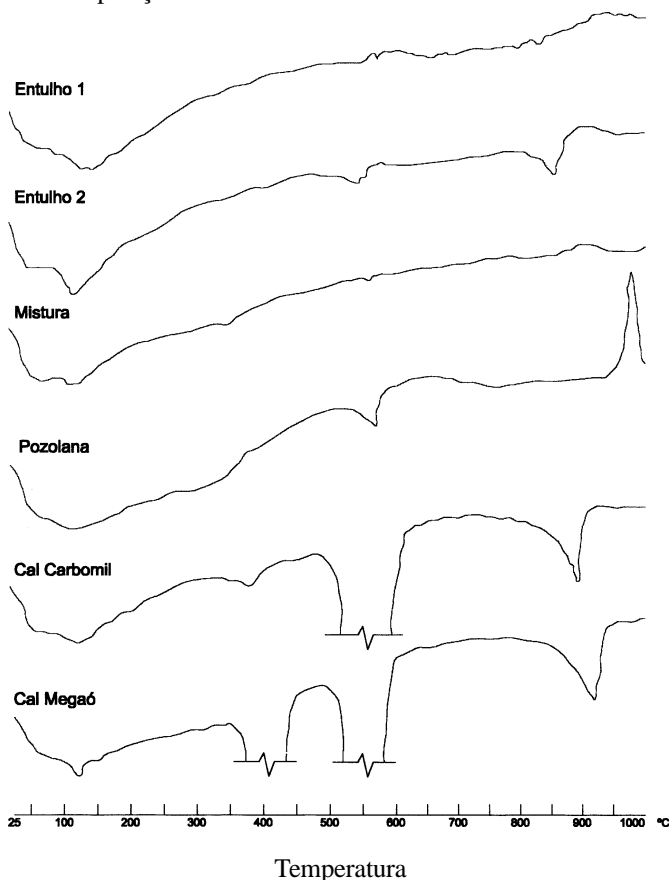 Entulho 1
Entulho 2
Mistura
Pozolana
Cal Carbomil
Cal Megaó
25 100 200 300 400 500 600 700 800 900 1000 ºC
Temperatura